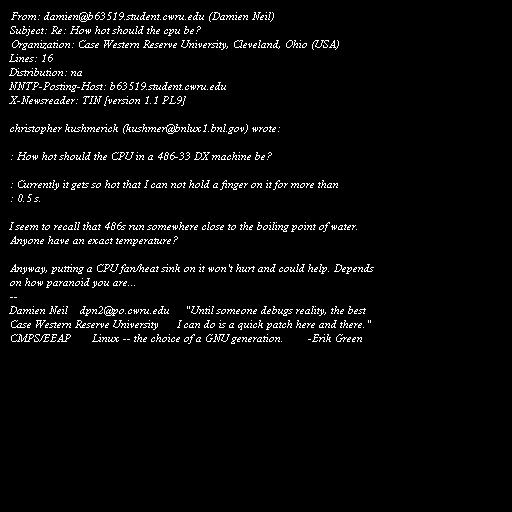 From: damien@b63519.student.cwru.edu (Damien Neil)
Subject: Re: How hot should the cpu be?
Organization: Case Western Reserve University, Cleveland, Ohio (USA)
Lines: 16
Distribution: na
NNTP-Posting-Host: b63519.student.cwru.edu
X-Newsreader: TIN [version 1.1 PL9]

christopher kushmerick (kushmer@bnlux1.bnl.gov) wrote:

: How hot should the CPU in a 486-33 DX machine be?

: Currently it gets so hot that I can not hold a finger on it for more than
: 0.5 s.

I seem to recall that 486s run somewhere close to the boiling point of water.
Anyone have an exact temperature?

Anyway, putting a CPU fan/heat sink on it won't hurt and could help. Depends
on how paranoid you are...
--
Damien Neil    dpn2@po.cwru.edu    "Until someone debugs reality, the best
Case Western Reserve University    I can do is a quick patch here and there."
CMPS/EEAP    Linux -- the choice of a GNU generation.    -Erik Green